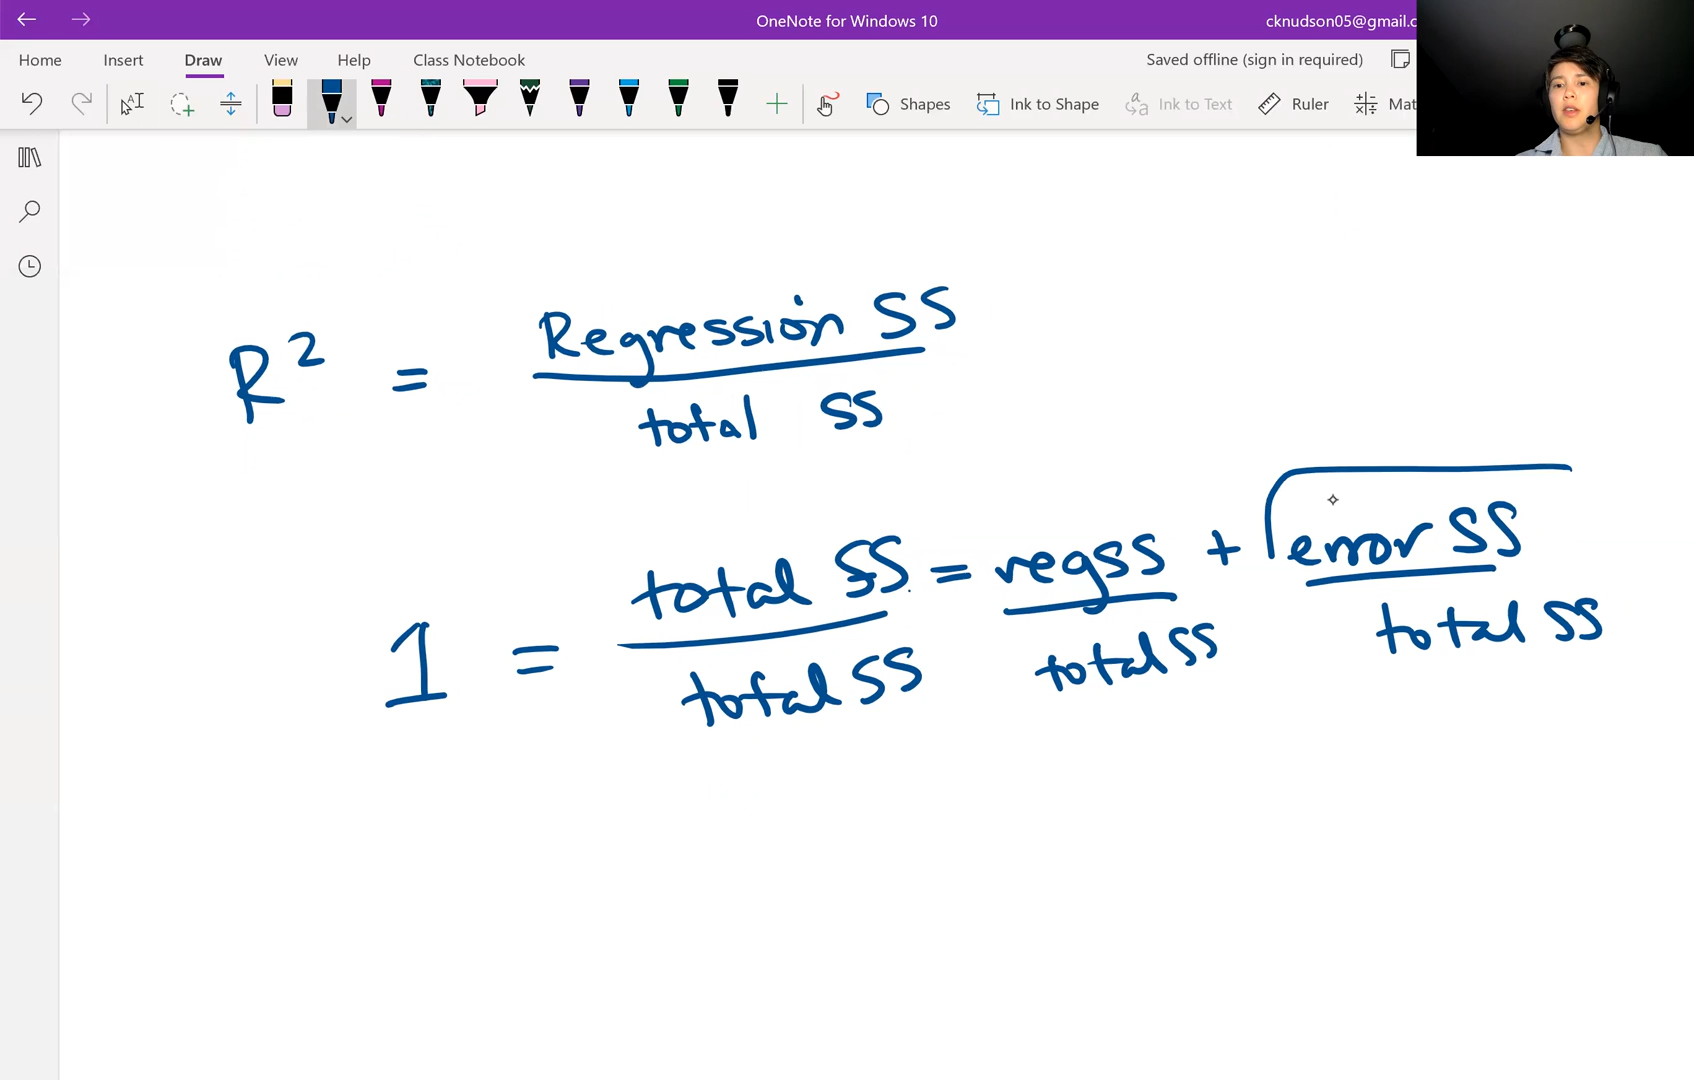 OneNote for Windows 10
cknudson05@gmail.c
Home Insert Draw View Help Class Notebook
Saved offline (sign in required)
Shapes Ink to Shape Ink to Text Ruler Mat
R² = Regression SS
total SS
total SS = reg SS + error SS
1 = total SS total SS total SS